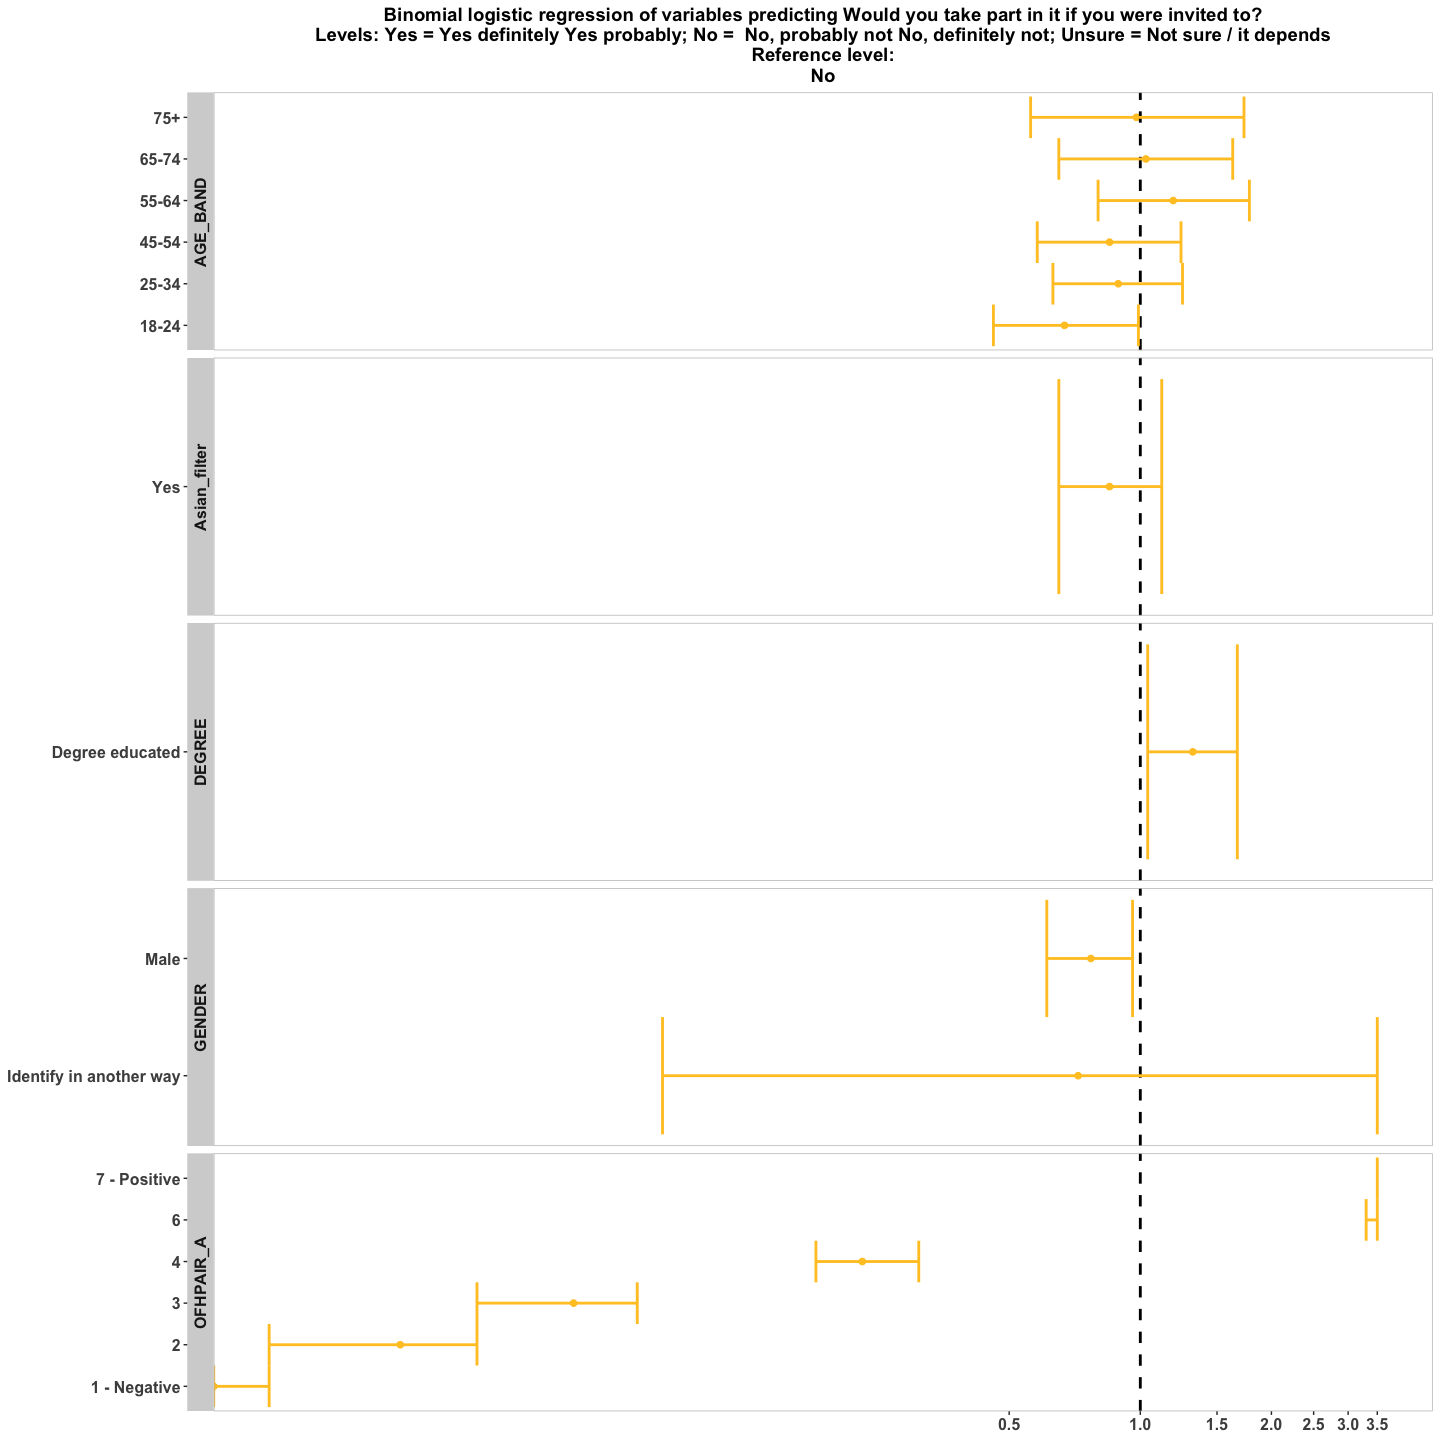 Binomial logistic regression of variables predicting Would you take part in it if you were invited to?
Levels: Yes = Yes definitely Yes probably; No =  No, probably not No, definitely not; Unsure = Not sure / it depends
Reference level:
No
AGE_BAND
75+
65-74
55-64
45-54
25-34
18-24
Asian_filter
Yes
DEGREE
Degree educated
GENDER
Male
Identify in another way
OFHPAIR_A
7 - Positive
6
4
3
2
1 - Negative
0.5 1.0 1.5 2.0 2.5 3.0 3.5